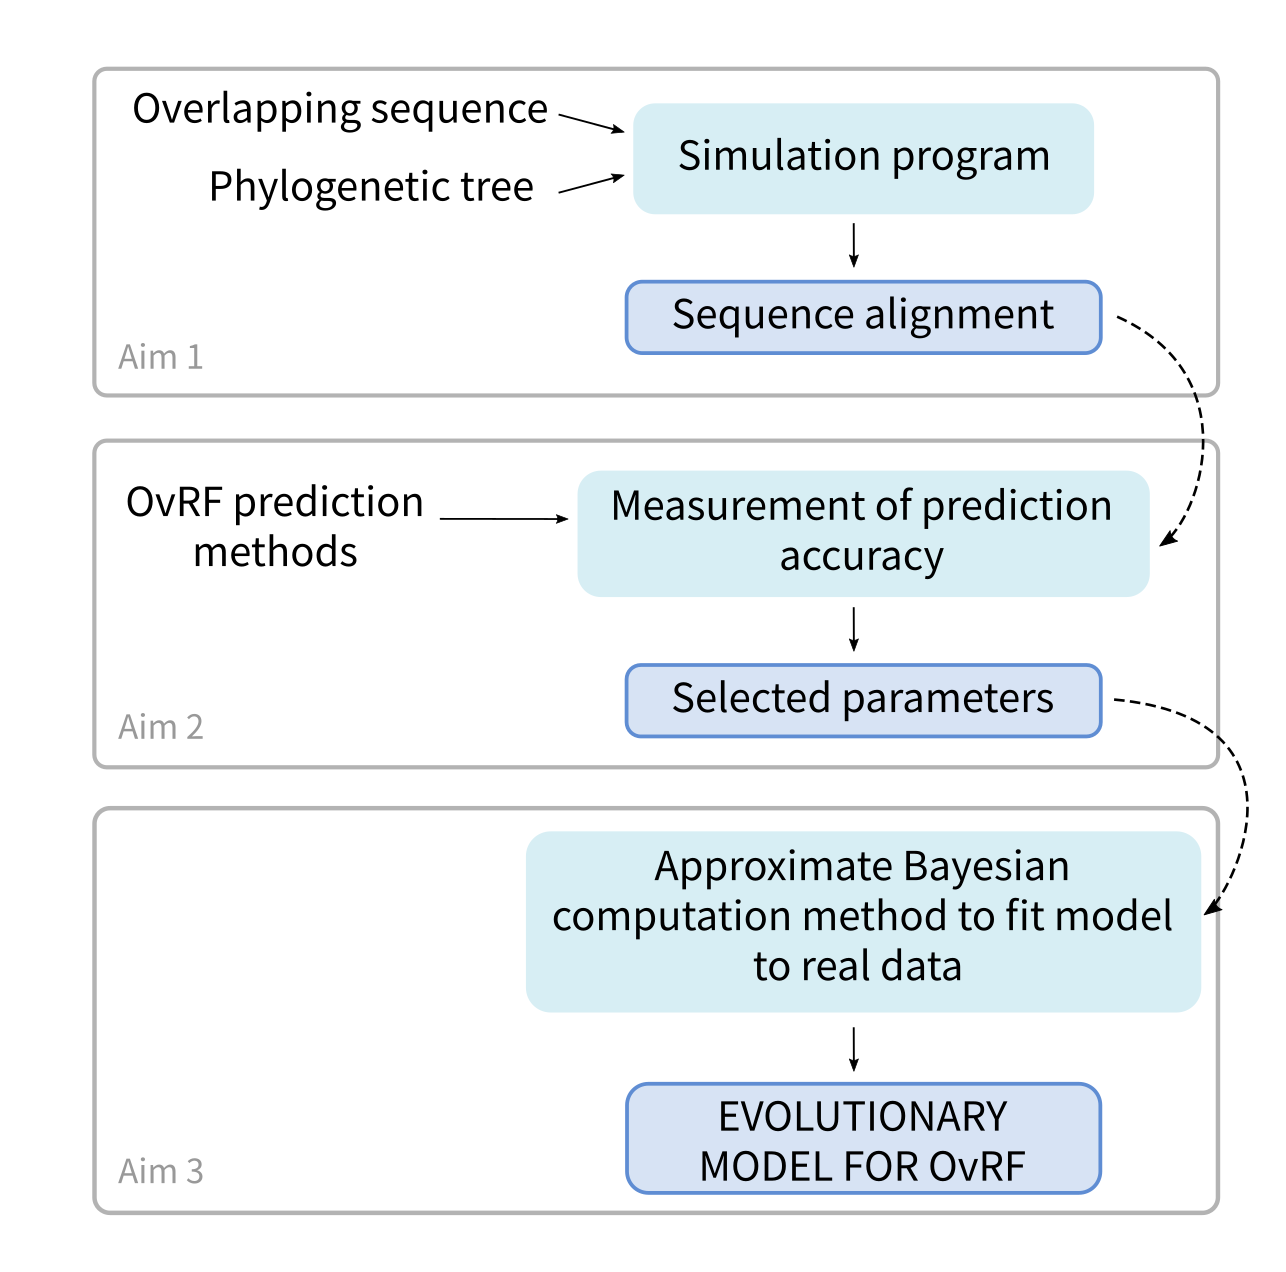 Overlapping sequence
Phylogenetic tree
Simulation program
Sequence alignment
Aim 1
OvRF prediction
methods
Measurement of prediction
accuracy
Selected parameters
Aim 2
Approximate Bayesian
computation method to fit model
to real data
EVOLUTIONARY
MODEL FOR OvRF
Aim 3